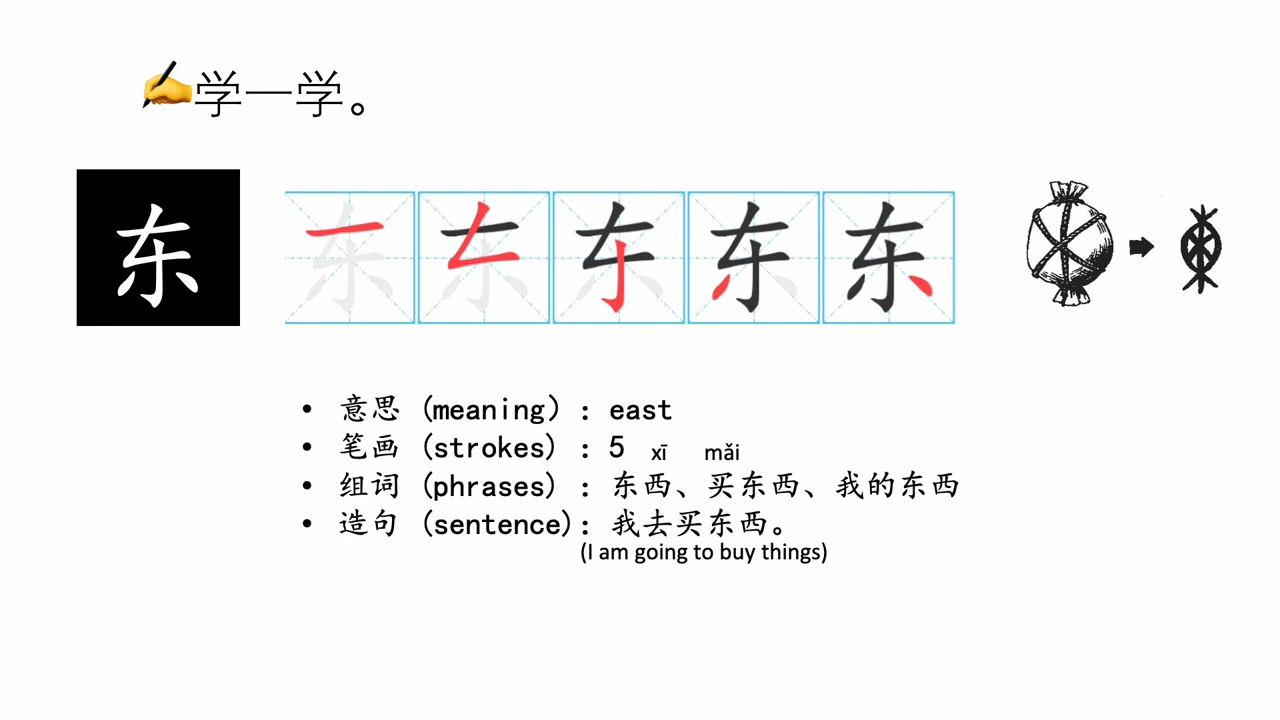 ✍学一学。
东
意思 (meaning) : east
笔画 (strokes) : 5
xī mǎi
组词 (phrases) : 东西、买东西、我的东西
造句 (sentence): 我去买东西。
(I am going to buy things)